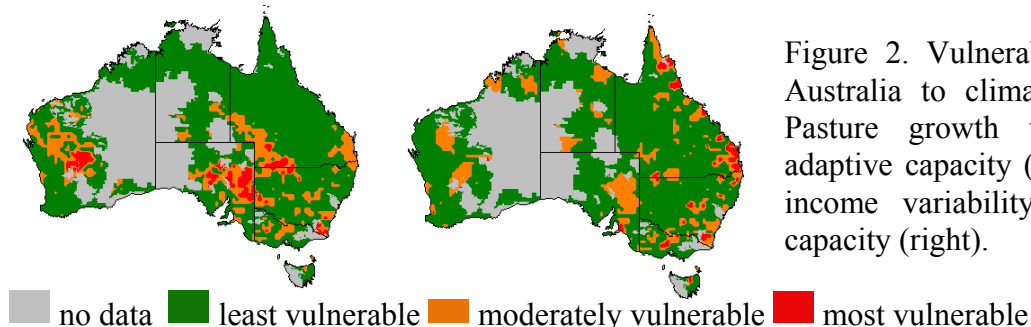 Figure 2. Vulnera
Australia to clima
Pasture growth
adaptive capacity (
income variability
capacity (right).
no data least vulnerable moderately vulnerable most vulnerable